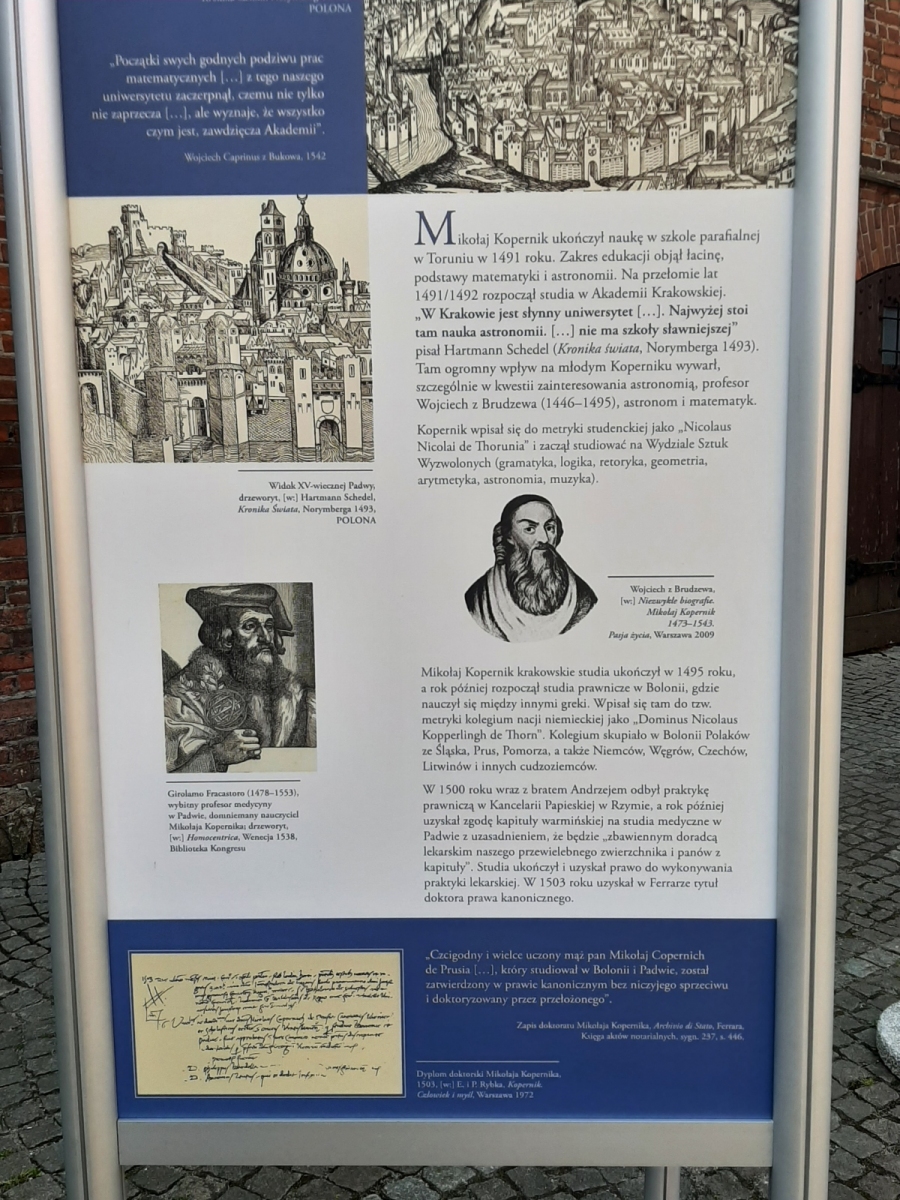 POLONA
„Początki swych godnych podziwu prac
matematycznych [...] z tego naszego
uniwersytetu zaczerpnął, czemu nie tylko
nie zaprzecza [...], ale wyznaje, że wszystko
czym jest, zawdzięcza Akademii”.
Wojciech Caprinus z Bukowa, 1542
Mikołaj Kopernik ukończył naukę w szkole parafialnej
w Toruniu w 1491 roku. Zakres edukacji objął łacinę,
podstawy matematyki i astronomii. Na przełomie lat
1491/1492 rozpoczął studia w Akademii Krakowskiej.
„W Krakowie jest słynny uniwersytet [...]. Najwyżej stoi
tam nauka astronomii. [...] nie ma szkoły sławniejszej”
pisał Hartmann Schedel (Kronika świata, Norymberga 1493).
Tam ogromny wpływ na młodym Koperniku wywarł,
szczególnie w kwestii zainteresowania astronomią, profesor
Wojciech z Brudzewa (1446–1495), astronom i matematyk.
Kopernik wpisał się do metryki studenckiej jako „Nicolaus
Nicolai de Thorunia” i zaczął studiować na Wydziale Sztuk
Wyzwolonych (gramatyka, logika, retoryka, geometria,
arytmetyka, astronomia, muzyka).
Widok XV-wiecznej Padwy,
drzeworyt, [w:] Hartmann Schedel,
Kronika Świata, Norymberga 1493,
POLONA
Wojciech z Brudzewa,
[w:] Niezwykłe biografie.
Mikołaj Kopernik
1473–1543.
Pasja życia, Warszawa 2009
Girolamo Fracastoro (1478–1553),
wybitny profesor medycyny
w Padwie, domniemany nauczyciel
Mikołaja Kopernika; drzeworyt,
[w:] Homocentrica, Wenecja 1538,
Biblioteka Kongresu
Mikołaj Kopernik krakowskie studia ukończył w 1495 roku,
a rok później rozpoczął studia prawnicze w Bolonii, gdzie
nauczył się między innymi greki. Wpisał się tam do tzw.
metryki kolegium nacji niemieckiej jako „Dominus Nicolaus
Kopperlingh de Thorn”. Kolegium skupiało w Bolonii Polaków
ze Śląska, Prus, Pomorza, a także Niemców, Węgrów, Czechów,
Litwinów i innych cudzoziemców.
W 1500 roku wraz z bratem Andrzejem odbył praktykę
prawniczą w Kancelarii Papieskiej w Rzymie, a rok później
uzyskał zgodę kapituły warmińskiej na studia medyczne w
Padwie z uzasadnieniem, że będzie „zbawiennym doradcą
lekarskim naszego przewielebnego zwierzchnika i panów z
kapituły”. Studia ukończył i uzyskał prawo do wykonywania
praktyki lekarskiej. W 1503 roku uzyskał w Ferrarze tytuł
doktora prawa kanonicznego.
„Czcigodny i wielce uczony mąż pan Mikołaj Copernich
de Prusia [...], który studiował w Bolonii i Padwie, został
zatwierdzony w prawie kanonicznym bez niczyjego sprzeciwu
i doktoryzowany przez przełożonego”.
Zapis doktoratu Mikołaja Kopernika, Archivio di Stato, Ferrara,
Księga aktów notarialnych, sygn. 237, s. 446.
Dyplom doktorski Mikołaja Kopernika,
1503, [w:] E. i P. Rybka, Kopernik.
Człowiek i myśl, Warszawa 1972